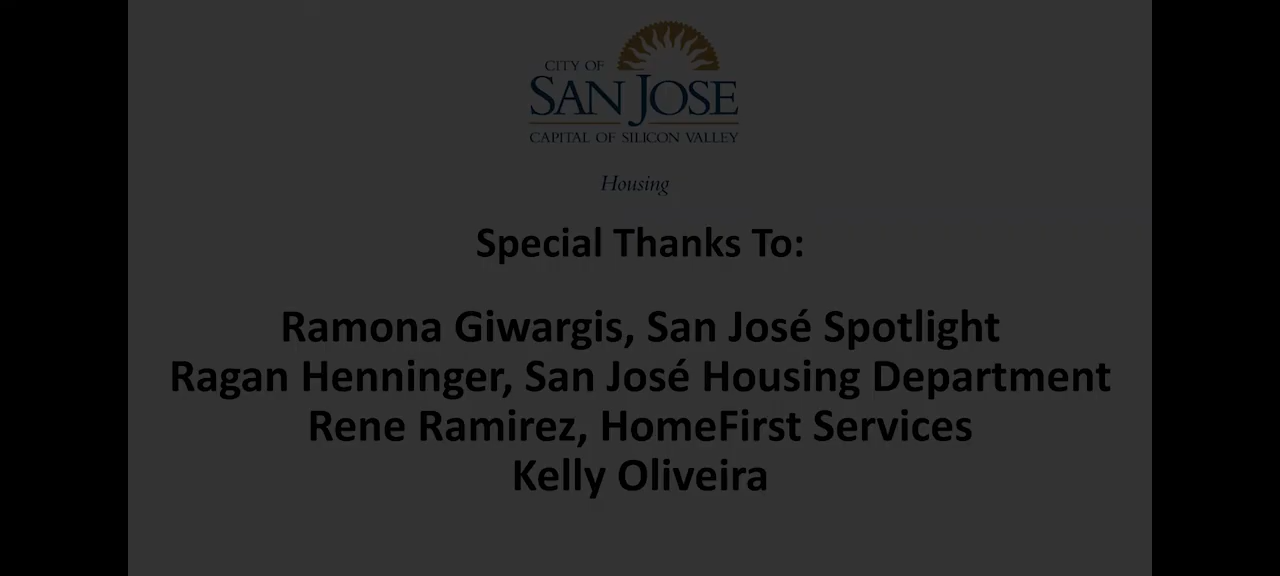 CITY OF
SAN JOSE
CAPITAL OF SILICON VALLEY
Housing
Special Thanks To:
Ramona Giwargis, San José Spotlight
Ragan Henninger, San José Housing Department
Rene Ramirez, HomeFirst Services
Kelly Oliveira